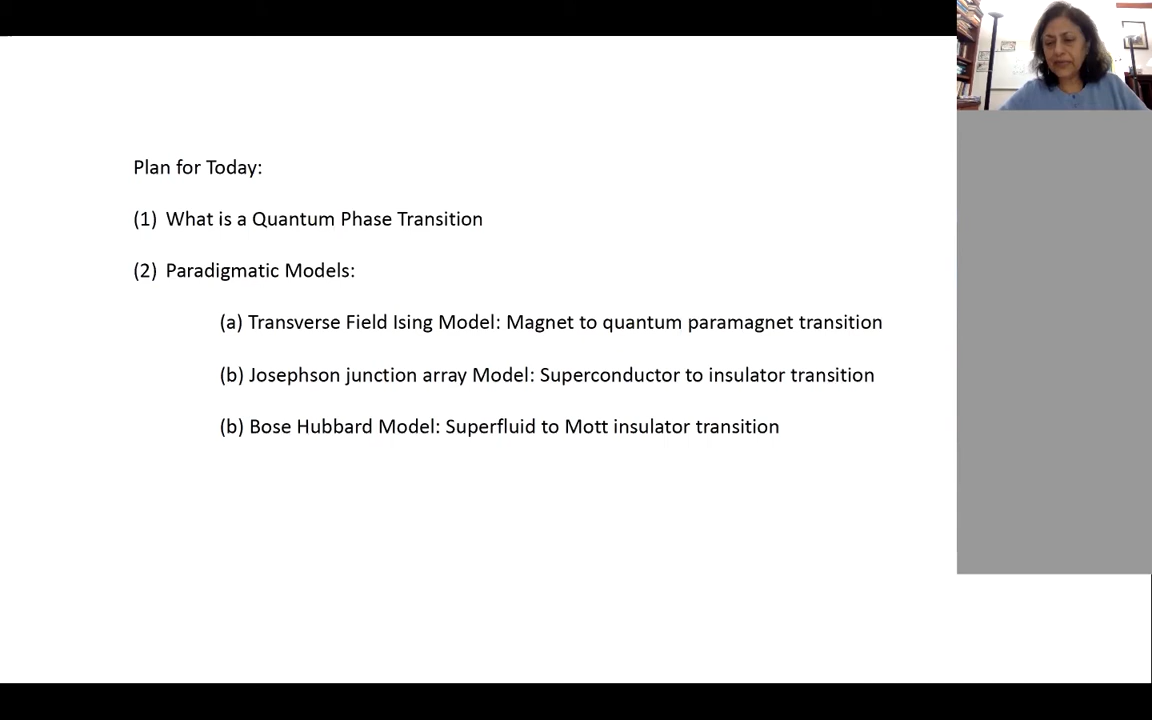 Plan for Today:
(1) What is a Quantum Phase Transition
(2) Paradigmatic Models:
(a) Transverse Field Ising Model: Magnet to quantum paramagnet transition
(b) Josephson junction array Model: Superconductor to insulator transition
(b) Bose Hubbard Model: Superfluid to Mott insulator transition